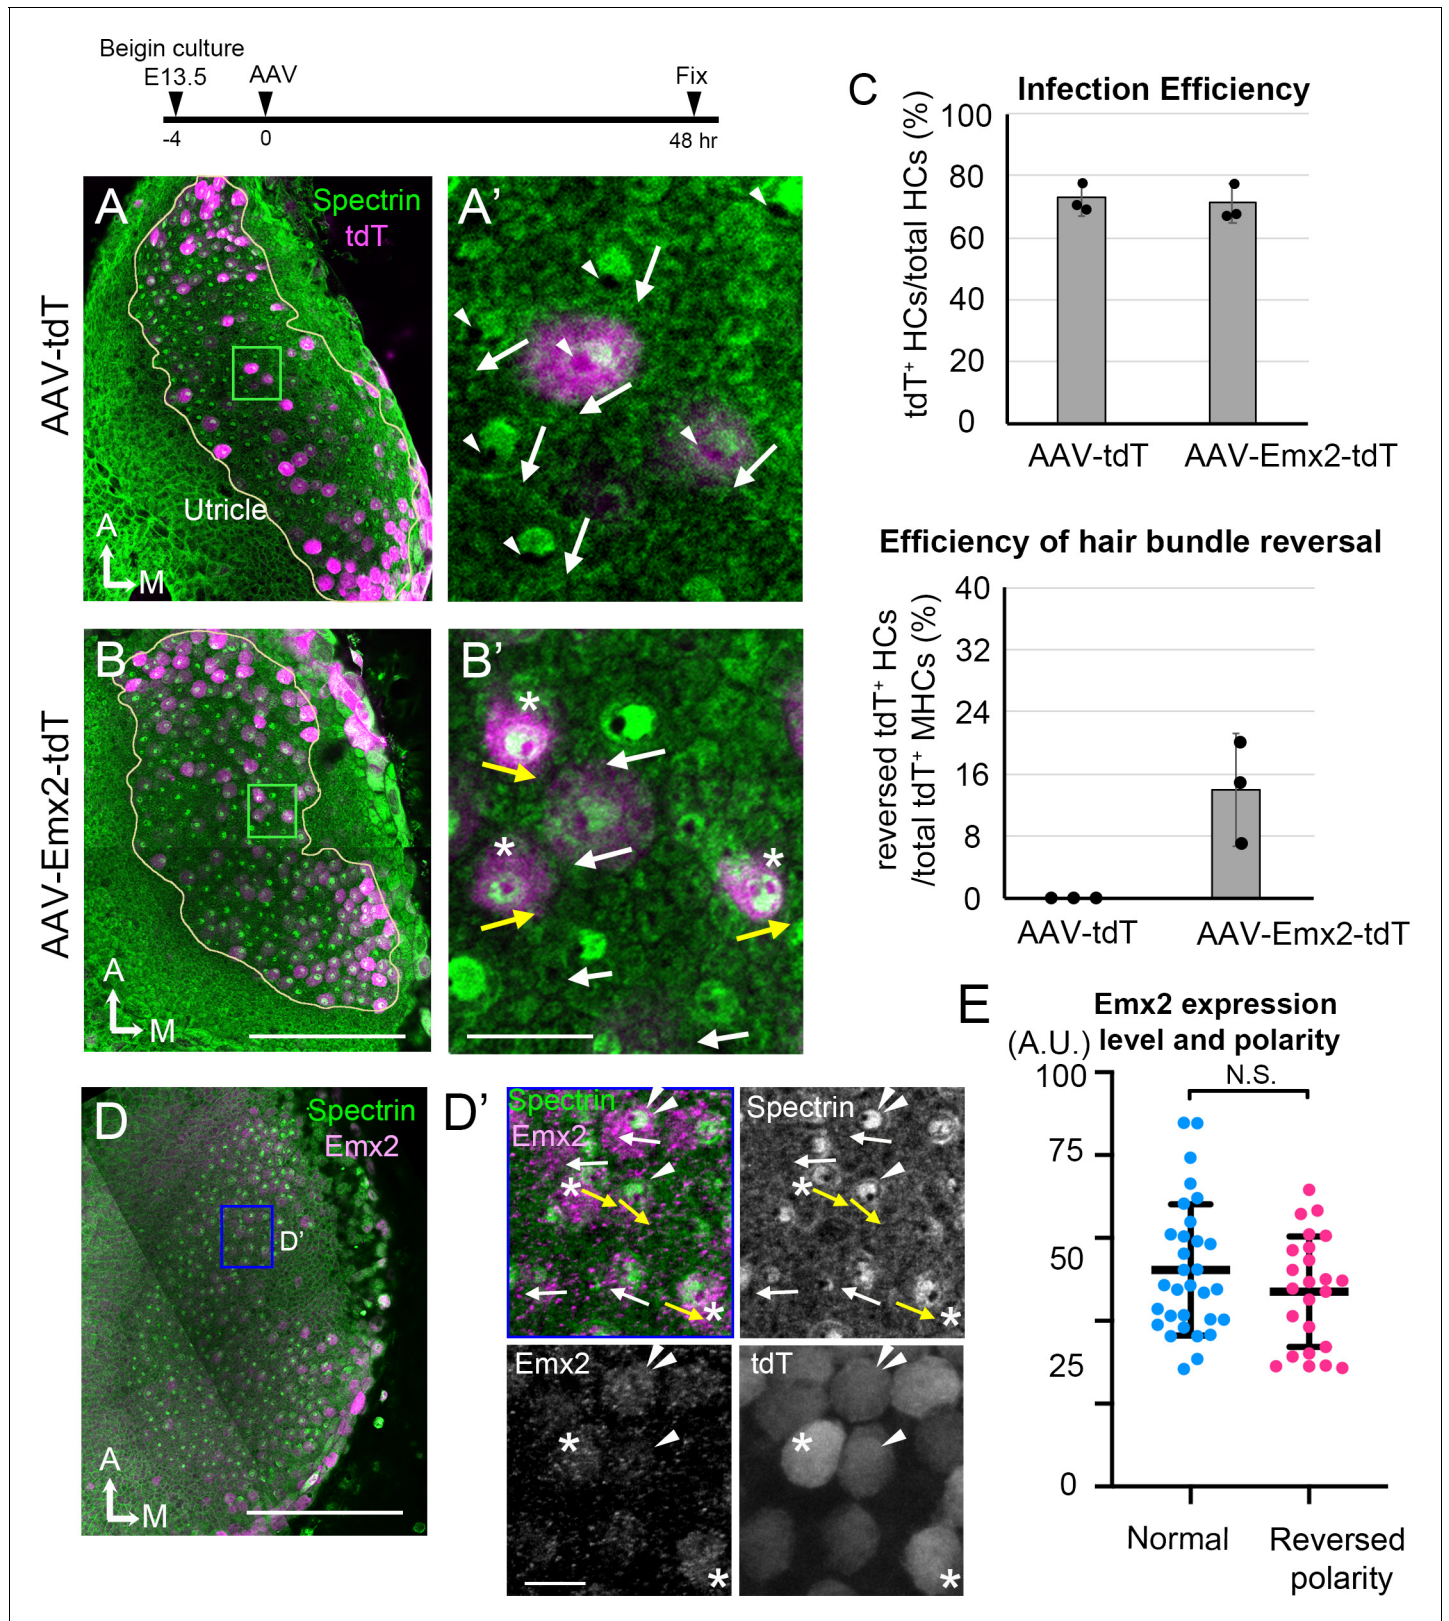 Beigin culture
E13.5
AAV
Fix
-4
0
48 hr
AAV-tdT
A
Spectrin
tdT
Utricle
A
M
A'
AAV-Emx2-tdT
B
A
M
B'
*
*
*
C
Infection Efficiency
tdT⁺ HCs/total HCs (%)
100
80
60
40
20
0
AAV-tdT
AAV-Emx2-tdT
Efficiency of hair bundle reversal
reversed tdT⁺ HCs
/total tdT⁺ MHCs (%)
40
32
24
16
8
0
AAV-tdT
AAV-Emx2-tdT
D
Spectrin
Emx2
D'
A
M
D'
Spectrin
Emx2
*
*
Spectrin
*
*
Emx2
*
*
tdT
*
*
E
Emx2 expression
level and polarity
(A.U.)
N.S.
100
75
50
25
0
Normal
Reversed
polarity